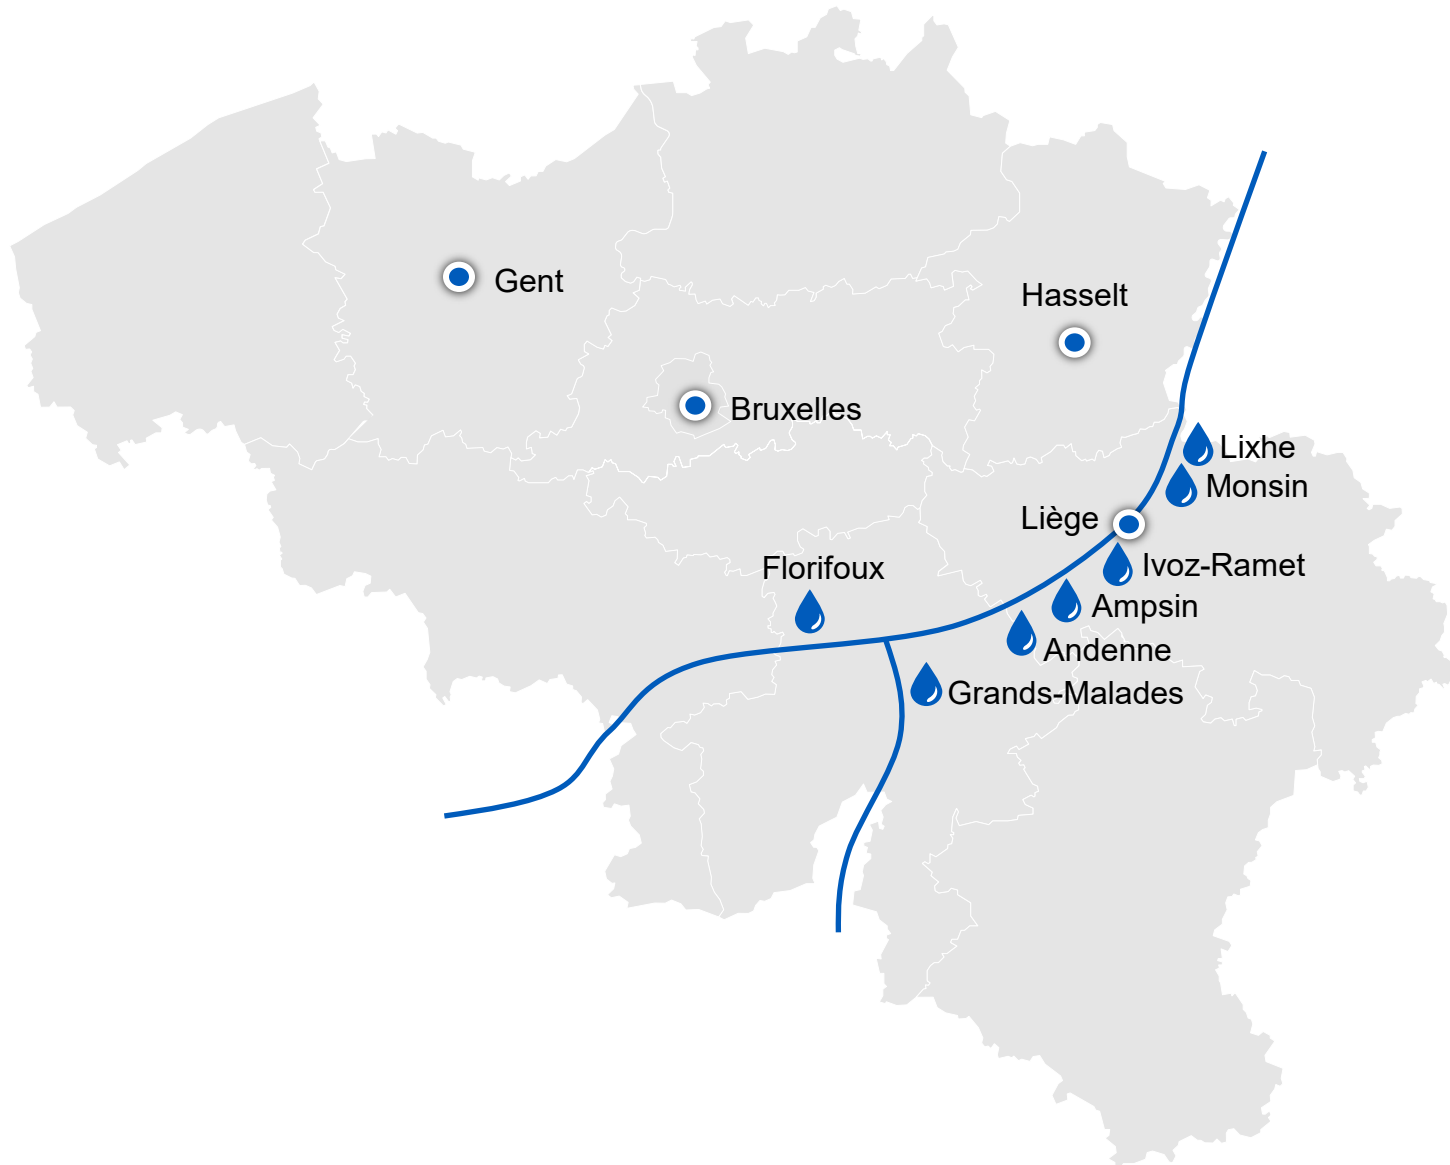 Gent
Hasselt
Bruxelles
Lixhe
Monsin
Liège
Florifoux
Ivoz-Ramet
Ampsin
Andenne
Grands-Malades